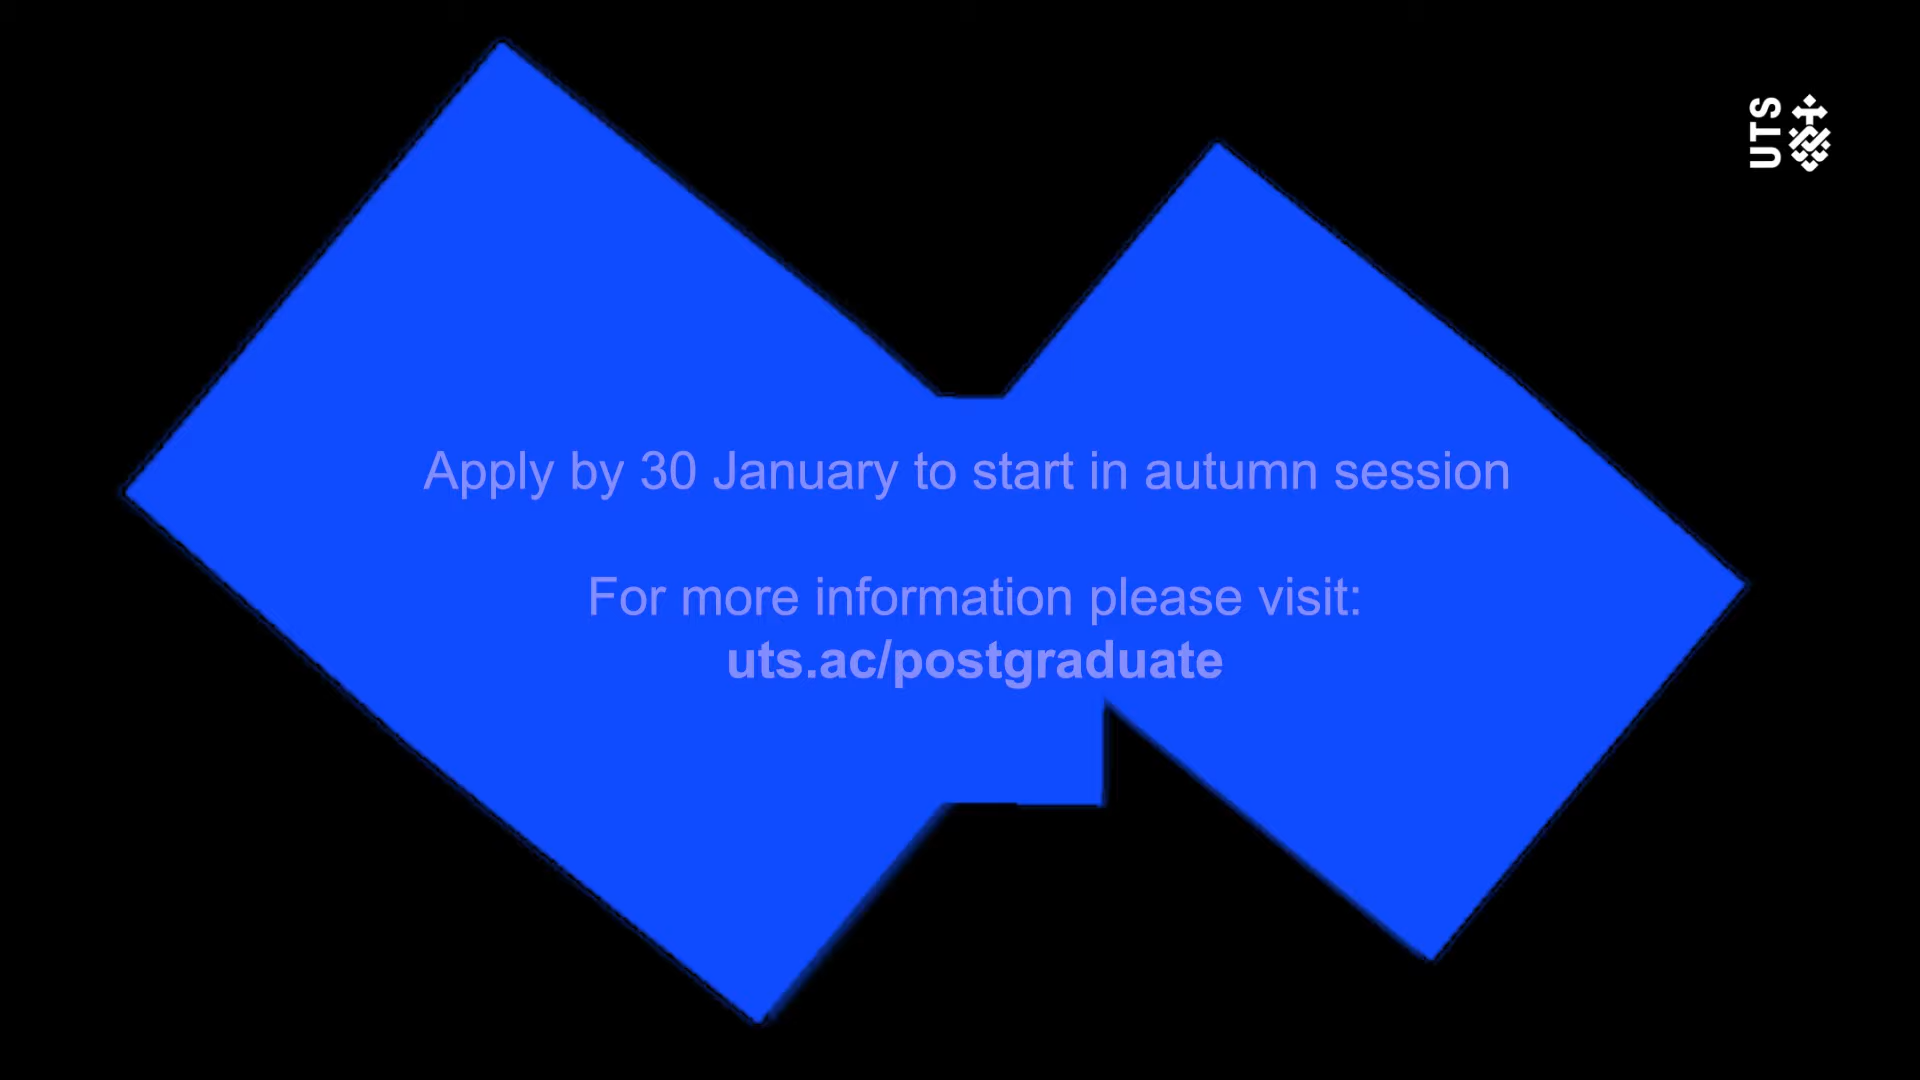 UTS
Apply by 30 January to start in autumn session
For more information please visit:
uts.ac/postgraduate